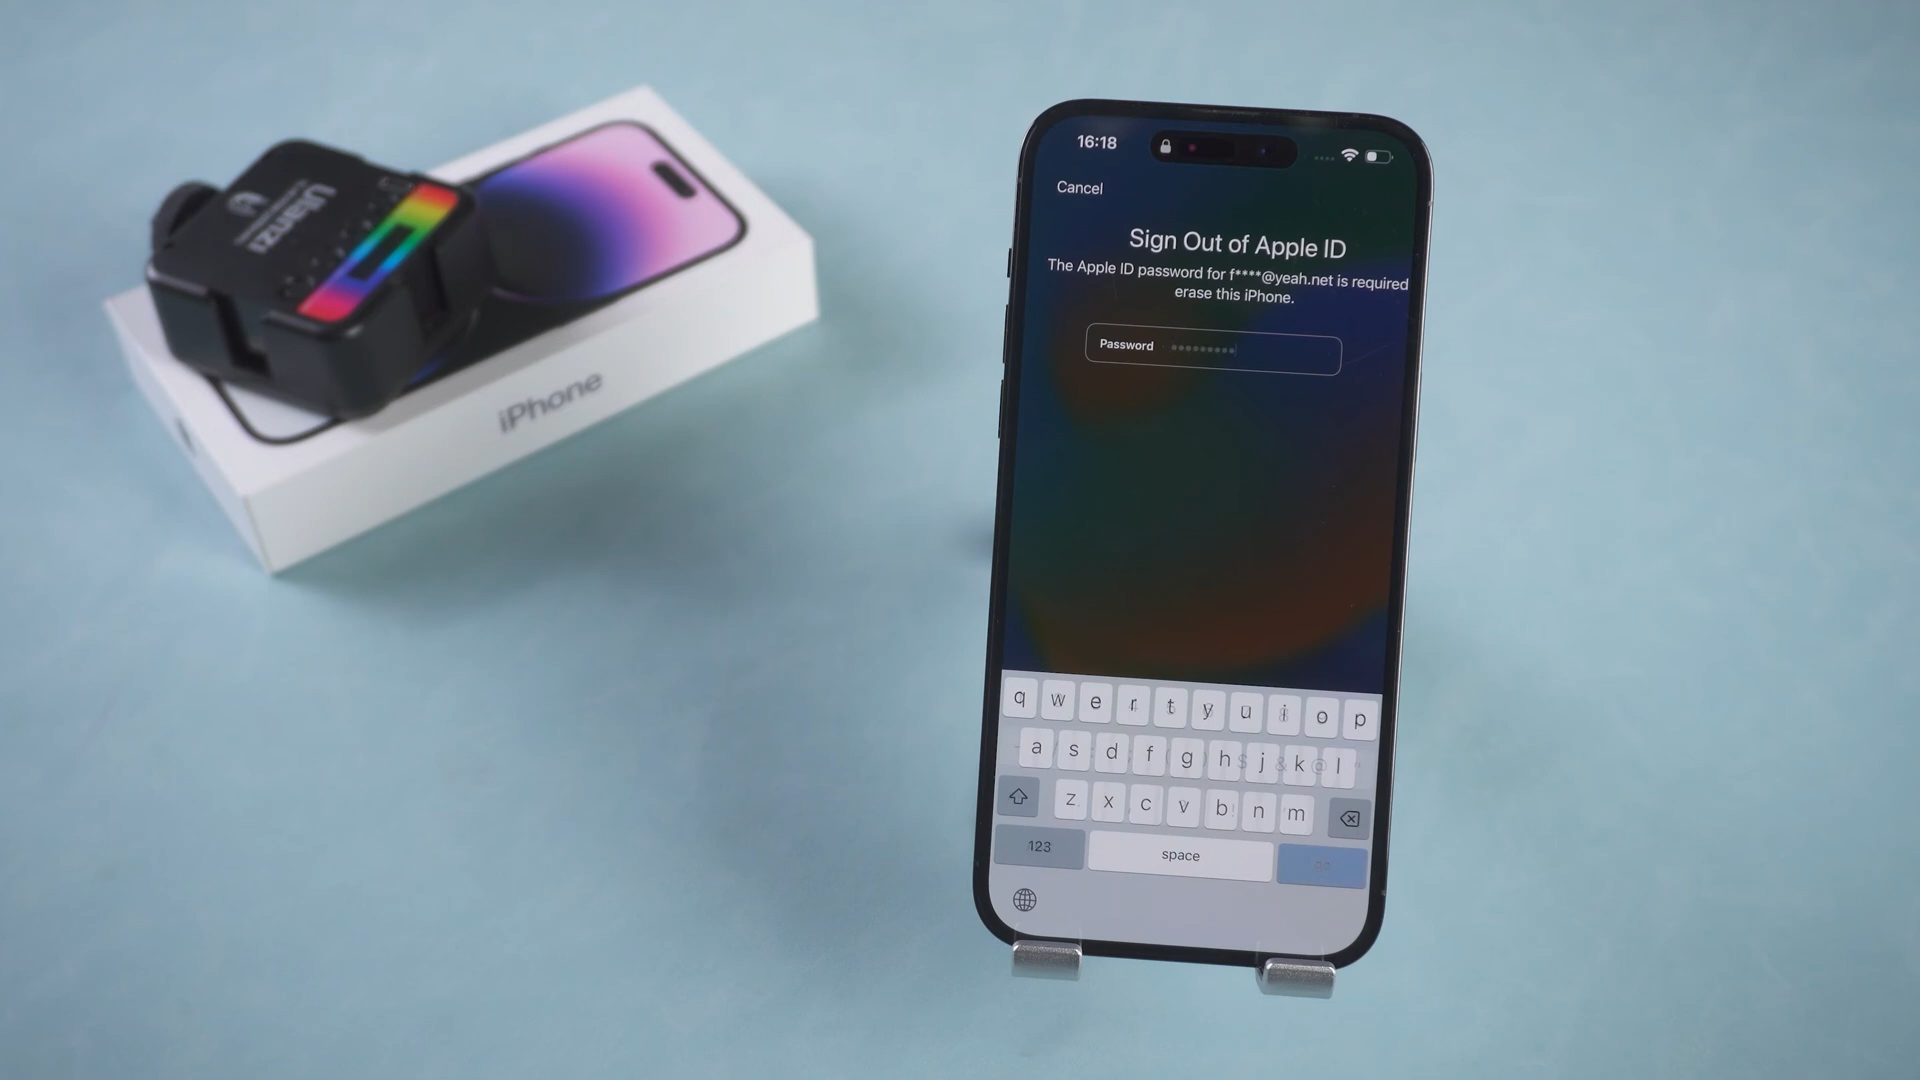 Ulanzi
iPhone
16:18
Cancel
Sign Out of Apple ID
The Apple ID password for f****@yeah.net is required
erase this iPhone.
Password
q w e r t y u i o p
a s d f g h j k l
z x c v b n m
123 space